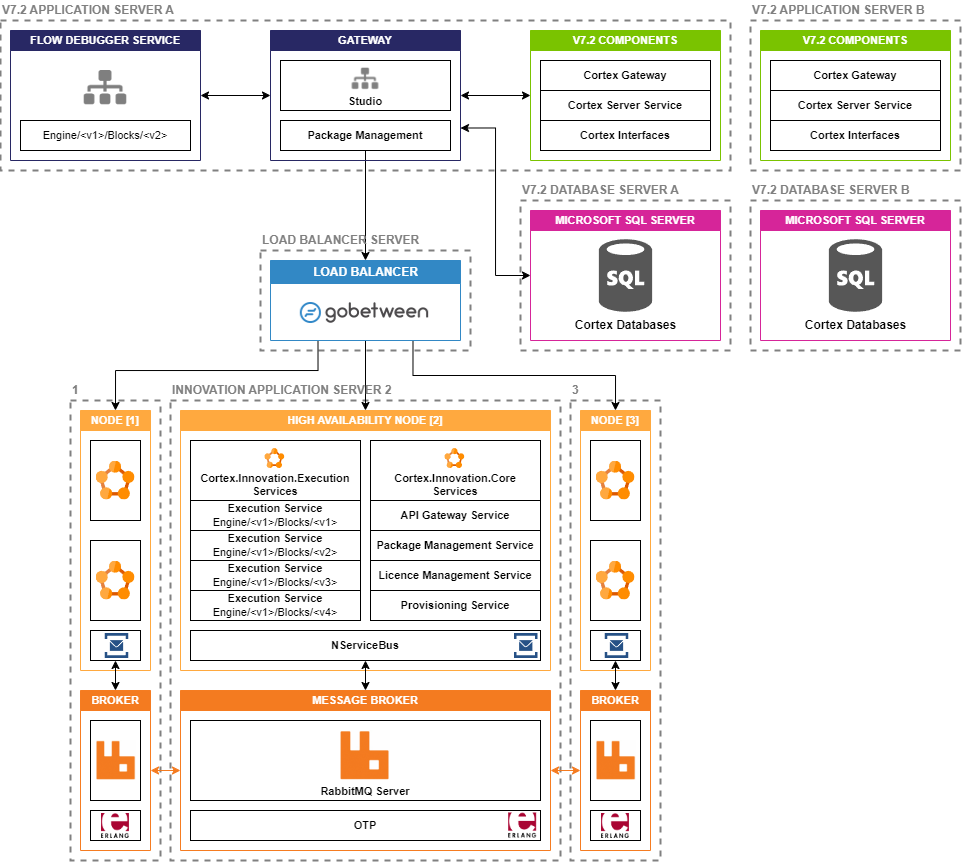 V7.2 APPLICATION SERVER A
V7.2 APPLICATION SERVER B
FLOW DEBUGGER SERVICE
GATEWAY
V7.2 COMPONENTS
V7.2 COMPONENTS
Studio
Cortex Gateway
Cortex Server Service
Cortex Interfaces
Cortex Gateway
Cortex Server Service
Cortex Interfaces
Engine/<v1>/Blocks/<v2>
Package Management
V7.2 DATABASE SERVER A
V7.2 DATABASE SERVER B
MICROSOFT SQL SERVER
MICROSOFT SQL SERVER
SQL
SQL
Cortex Databases
Cortex Databases
LOAD BALANCER SERVER
LOAD BALANCER
gobetween
1
INNOVATION APPLICATION SERVER 2
3
NODE [1]
HIGH AVAILABILITY NODE [2]
NODE [3]
Cortex.Innovation.Execution
Services
Execution Service
Engine/<v1>/Blocks/<v1>
Execution Service
Engine/<v1>/Blocks/<v2>
Execution Service
Engine/<v1>/Blocks/<v3>
Execution Service
Engine/<v1>/Blocks/<v4>
Cortex.Innovation.Core
Services
API Gateway Service
Package Management Service
Licence Management Service
Provisioning Service
NServiceBus
BROKER
MESSAGE BROKER
BROKER
RabbitMQ Server
OTP
ERLANG
ERLANG
ERLANG